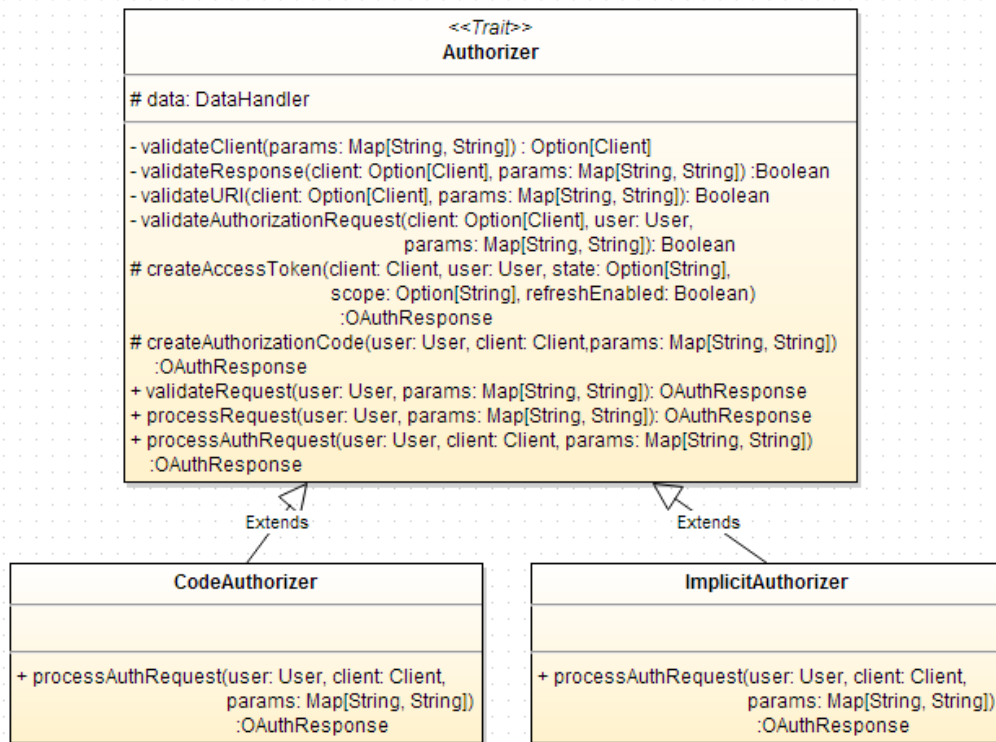 <<Trait>>
Authorizer
# data: DataHandler
- validateClient(params: Map[String, String]) : Option[Client]
- validateResponse(client: Option[Client], params: Map[String, String]) :Boolean
- validateURI(client: Option[Client], params: Map[String, String]): Boolean
- validateAuthorizationRequest(client: Option[Client], user: User,
params: Map[String, String]): Boolean
# createAccessToken(client: Client, user: User, state: Option[String],
scope: Option[String], refreshEnabled: Boolean)
:OAuthResponse
# createAuthorizationCode(user: User, client: Client,params: Map[String, String])
:OAuthResponse
+ validateRequest(user: User, params: Map[String, String]): OAuthResponse
+ processRequest(user: User, params: Map[String, String]): OAuthResponse
+ processAuthRequest(user: User, client: Client, params: Map[String, String])
:OAuthResponse
Extends
Extends
CodeAuthorizer
+ processAuthRequest(user: User, client: Client,
params: Map[String, String])
:OAuthResponse
ImplicitAuthorizer
+ processAuthRequest(user: User, client: Client,
params: Map[String, String])
:OAuthResponse